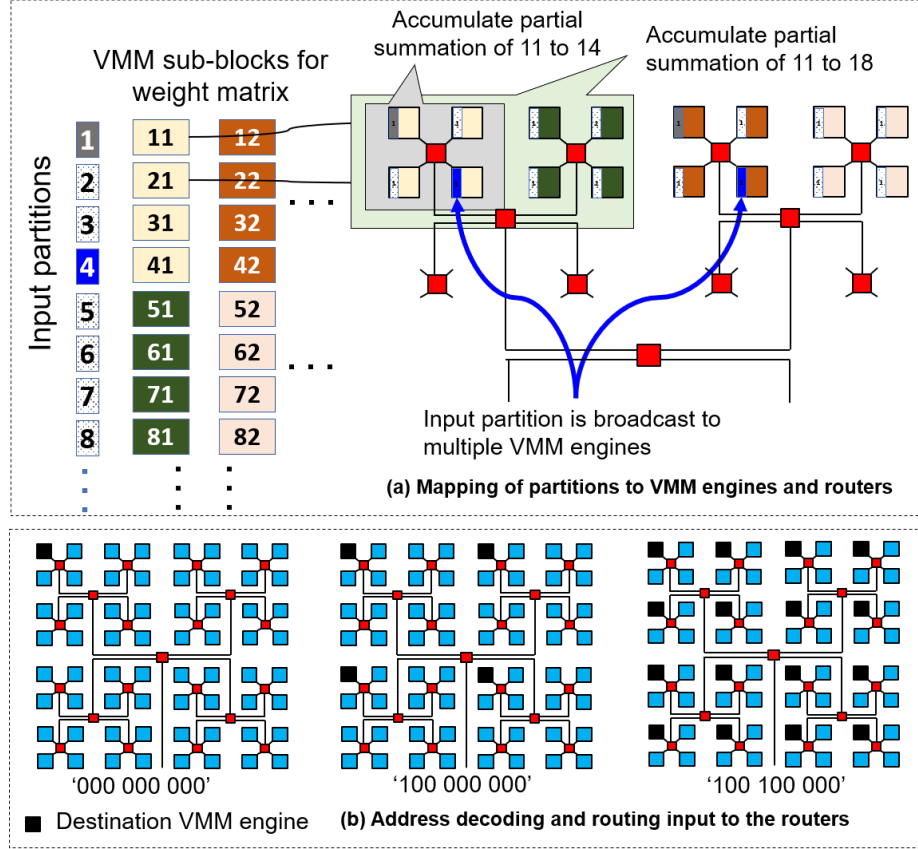 Accumulate partial
summation of 11 to 14
Accumulate partial
summation of 11 to 18
VMM sub-blocks for
weight matrix
Input partitions
1 11 12
2 21 22
3 31 32
4 41 42
5 51 52
6 61 62
7 71 72
8 81 82
Input partition is broadcast to
multiple VMM engines
(a) Mapping of partitions to VMM engines and routers
'000 000 000' '100 000 000' '100 100 000'
Destination VMM engine
(b) Address decoding and routing input to the routers